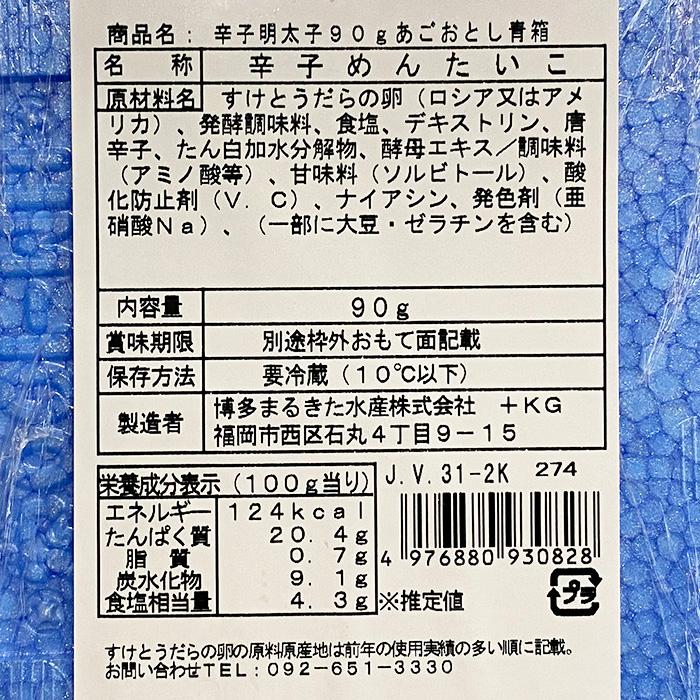 商品名：辛子明太子９０ｇあごおとし青箱
名　称　辛子めんたいこ
原材料名　すけとうだらの卵（ロシア又はアメ
リカ）、発酵調味料、食塩、デキストリン、唐
辛子、たん白加水分解物、酵母エキス／調味料
（アミノ酸等）、甘味料（ソルビトール）、酸
化防止剤（Ｖ．Ｃ）、ナイアシン、発色剤（亜
硝酸Ｎａ）、（一部に大豆・ゼラチンを含む）
内容量　９０ｇ
賞味期限　別途枠外おもて面記載
保存方法　要冷蔵（１０℃以下）
製造者　博多まるきた水産株式会社　＋ＫＧ
福岡市西区石丸４丁目９－１５
栄養成分表示（１００ｇ当り）
エネルギー　１２４ｋｃａｌ
たんぱく質　２０．４ｇ
脂　質　０．７ｇ
炭水化物　９．１ｇ
食塩相当量　４．３ｇ　※推定値
J.V.31-2K　274
4 976880 930828
プラ
すけとうだらの卵の原料原産地は前年の使用実績の多い順に記載。
お問い合わせＴＥＬ：０９２－６５１－３３３０